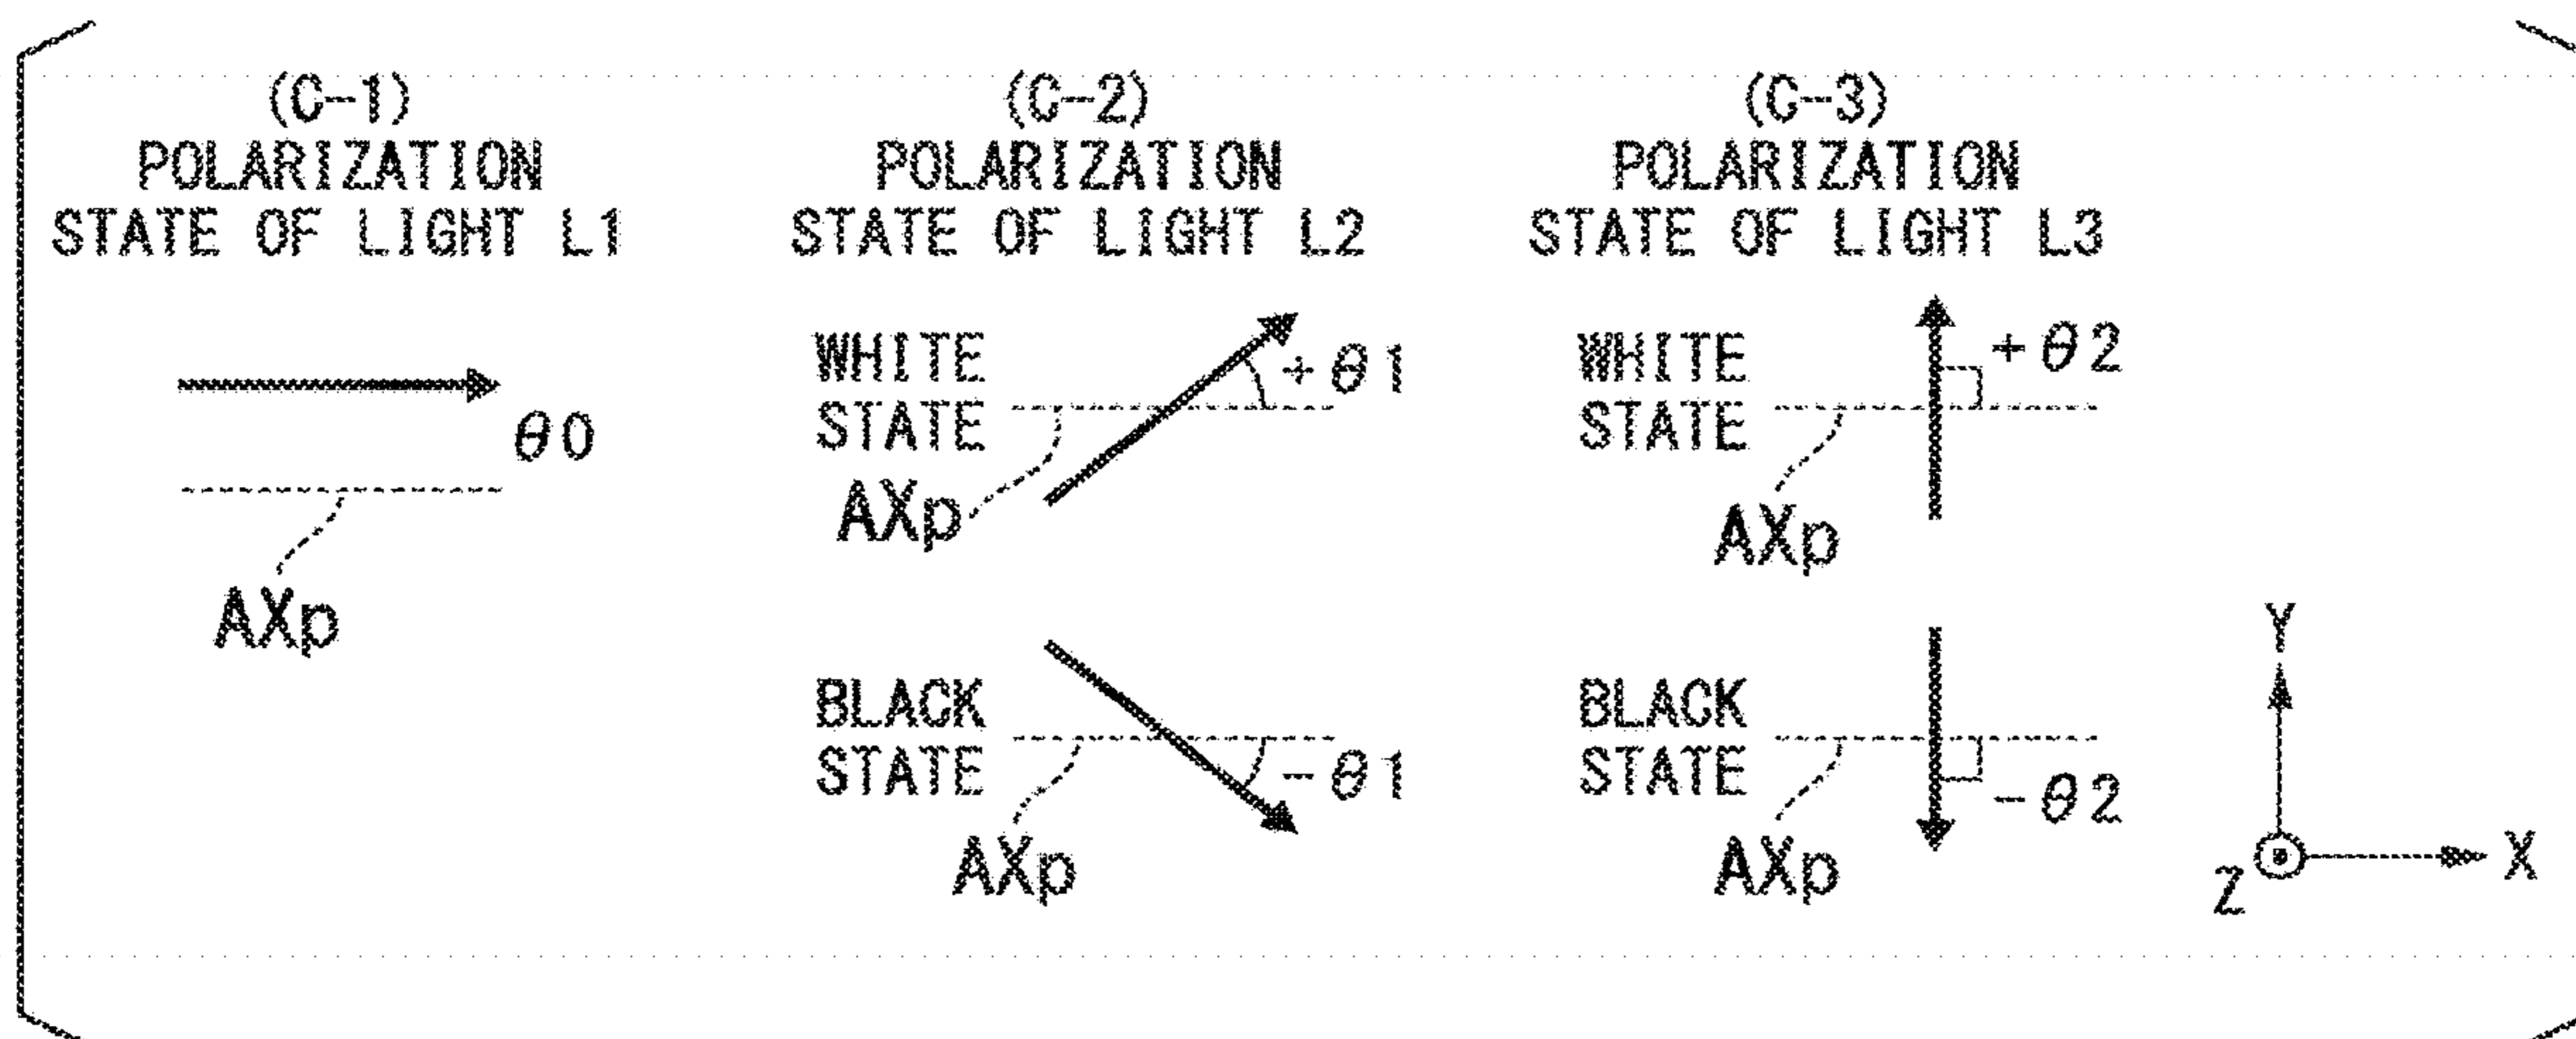 (C-1)
POLARIZATION
STATE OF LIGHT L1
θ0
AXp
(C-2)
POLARIZATION
STATE OF LIGHT L2
WHITE
STATE
+θ1
AXp
BLACK
STATE
-θ1
AXp
(C-3)
POLARIZATION
STATE OF LIGHT L3
WHITE
STATE
+θ2
AXp
BLACK
STATE
-θ2
AXp
Y
X
Z